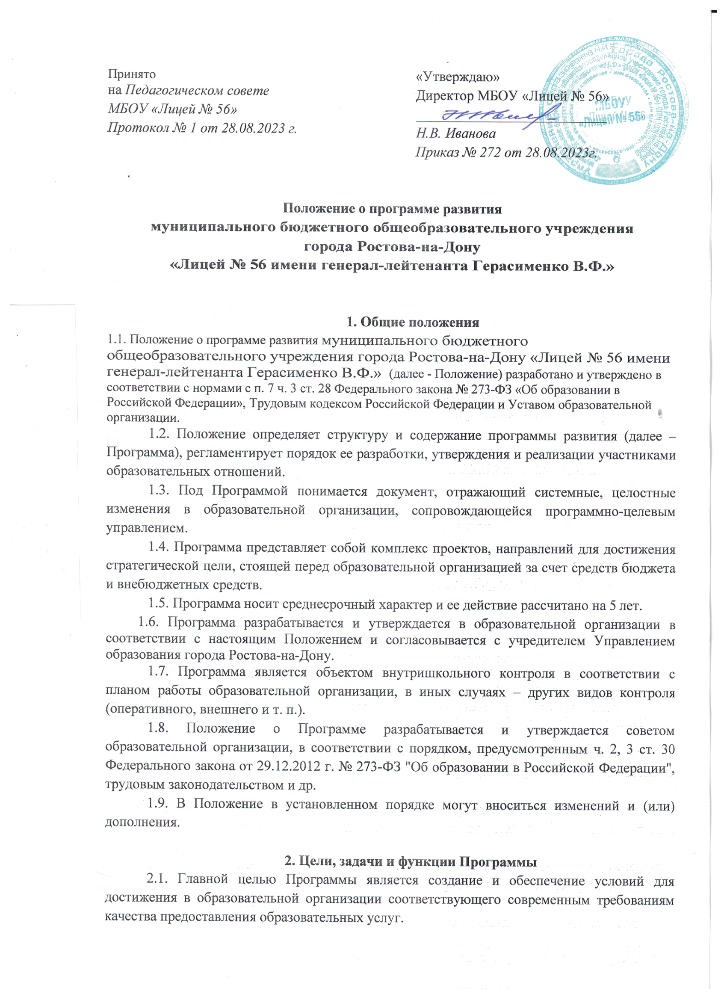 Принято
на Педагогическом совете
МБОУ «Лицей № 56»
Протокол № 1 от 28.08.2023 г.
«Утверждаю»
Директор МБОУ «Лицей № 56»
Н.В. Иванова
Приказ № 272 от 28.08.2023г.
МБОУ
«Лицей № 56»
Положение о программе развития
муниципального бюджетного общеобразовательного учреждения
города Ростова-на-Дону
«Лицей № 56 имени генерал-лейтенанта Герасименко В.Ф.»
1. Общие положения
1.1. Положение о программе развития муниципального бюджетного
общеобразовательного учреждения города Ростова-на-Дону «Лицей № 56 имени
генерал-лейтенанта Герасименко В.Ф.» (далее - Положение) разработано и утверждено в
соответствии с нормами с п. 7 ч. 3 ст. 28 Федерального закона № 273-ФЗ «Об образовании в
Российской Федерации», Трудовым кодексом Российской Федерации и Уставом образовательной
организации.
1.2. Положение определяет структуру и содержание программы развития (далее –
Программа), регламентирует порядок ее разработки, утверждения и реализации участниками
образовательных отношений.
1.3. Под Программой понимается документ, отражающий системные, целостные
изменения в образовательной организации, сопровождающейся программно-целевым
управлением.
1.4. Программа представляет собой комплекс проектов, направлений для достижения
стратегической цели, стоящей перед образовательной организацией за счет средств бюджета
и внебюджетных средств.
1.5. Программа носит среднесрочный характер и ее действие рассчитано на 5 лет.
1.6. Программа разрабатывается и утверждается в образовательной организации в
соответствии с настоящим Положением и согласовывается с учредителем Управлением
образования города Ростова-на-Дону.
1.7. Программа является объектом внутришкольного контроля в соответствии с
планом работы образовательной организации, в иных случаях – других видов контроля
(оперативного, внешнего и т. п.).
1.8. Положение о Программе разрабатывается и утверждается советом
образовательной организации, в соответствии с порядком, предусмотренным ч. 2, 3 ст. 30
Федерального закона от 29.12.2012 г. № 273-ФЗ "Об образовании в Российской Федерации",
трудовым законодательством и др.
1.9. В Положение в установленном порядке могут вноситься изменений и (или)
дополнения.
2. Цели, задачи и функции Программы
2.1. Главной целью Программы является создание и обеспечение условий для
достижения в образовательной организации соответствующего современным требованиям
качества предоставления образовательных услуг.